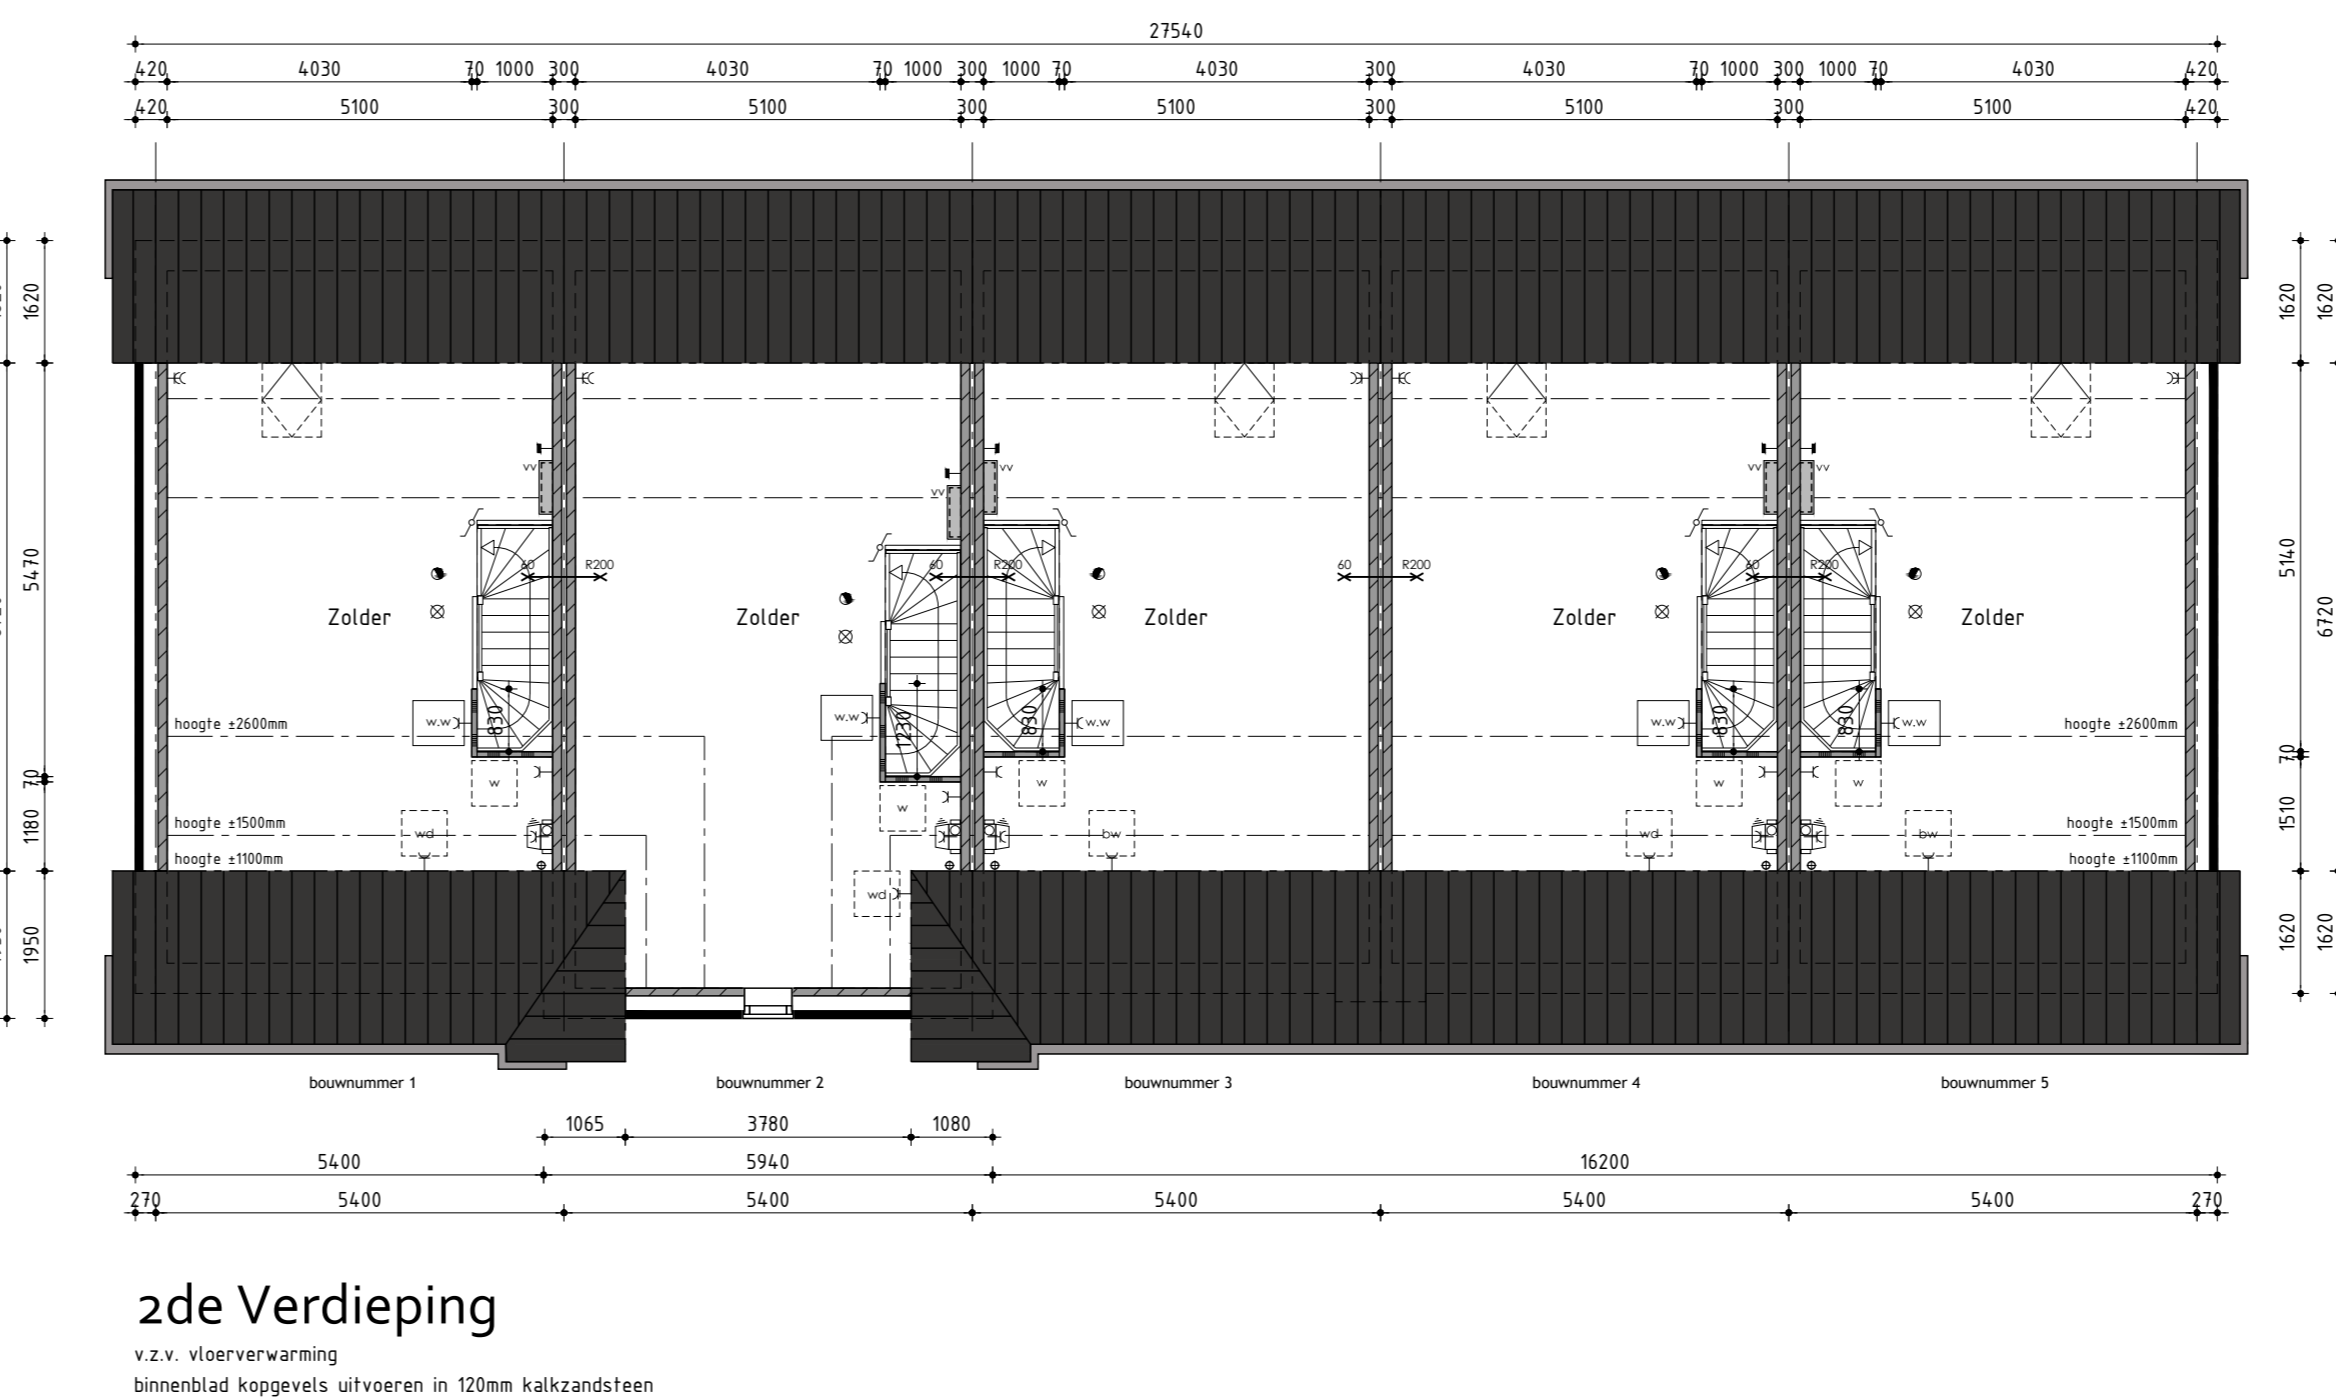 27540
420 4030 70 1000 300 4030 70 1000 300 1000 70 4030 300 4030 70 1000 300 1000 70 4030 420
420 5100 300 5100 300 5100 300 5100 300 5100 420
1620 1620 1620
vv vv vv vv vv
60 R200 60 R200 60 R200 60 R200
5470 5140
Zolder Zolder Zolder Zolder Zolder
6720
hoogte ±2600mm w.w 830 w.w 1230 830 w.w w.w 830 830 w.w hoogte ±2600mm
70 w w w w w 70
hoogte ±1500mm wd bw wd bw hoogte ±1500mm
1180 1510
hoogte ±1100mm hoogte ±1100mm
wd
1950 1620 1620
bouwnummer 1 bouwnummer 2 bouwnummer 3 bouwnummer 4 bouwnummer 5
1065 3780 1080
5400 5940 16200
270 5400 5400 5400 5400 5400 270
2de Verdieping
v.z.v. vloerverwarming
binnenblad kopgevels uitvoeren in 120mm kalkzandsteen